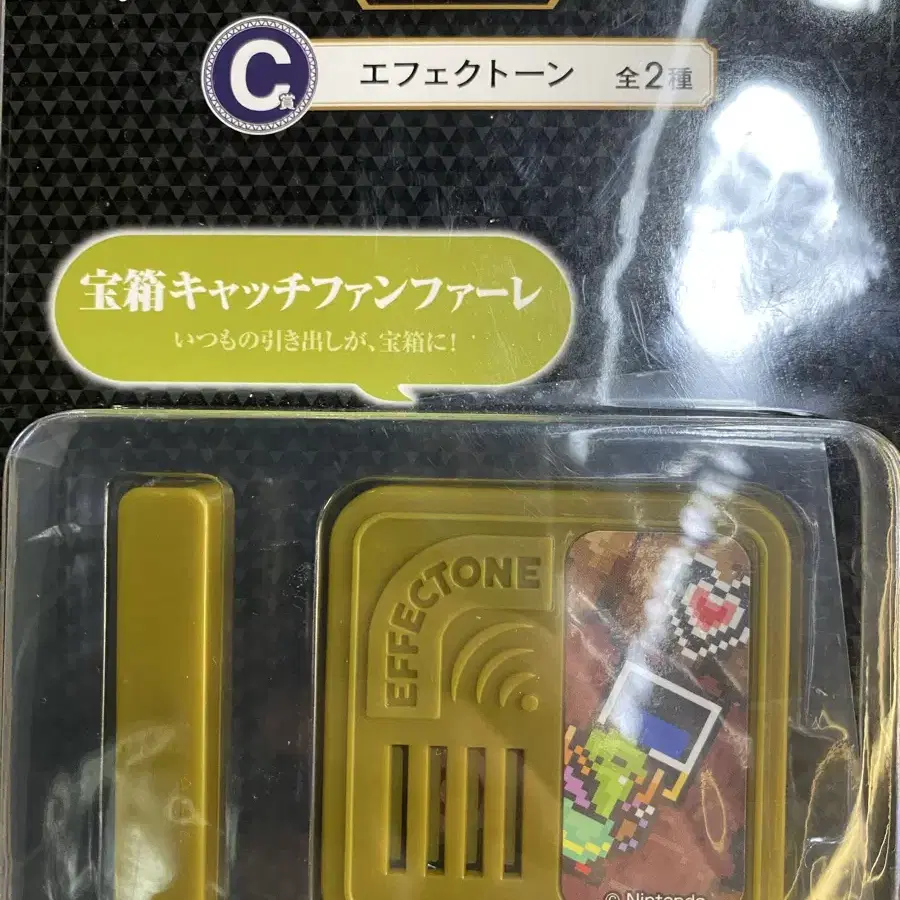 C賞
エフェクトーン 全2種
宝箱キャッチファンファーレ
いつもの引き出しが、宝箱に!
EFFECTONE
© Nintendo